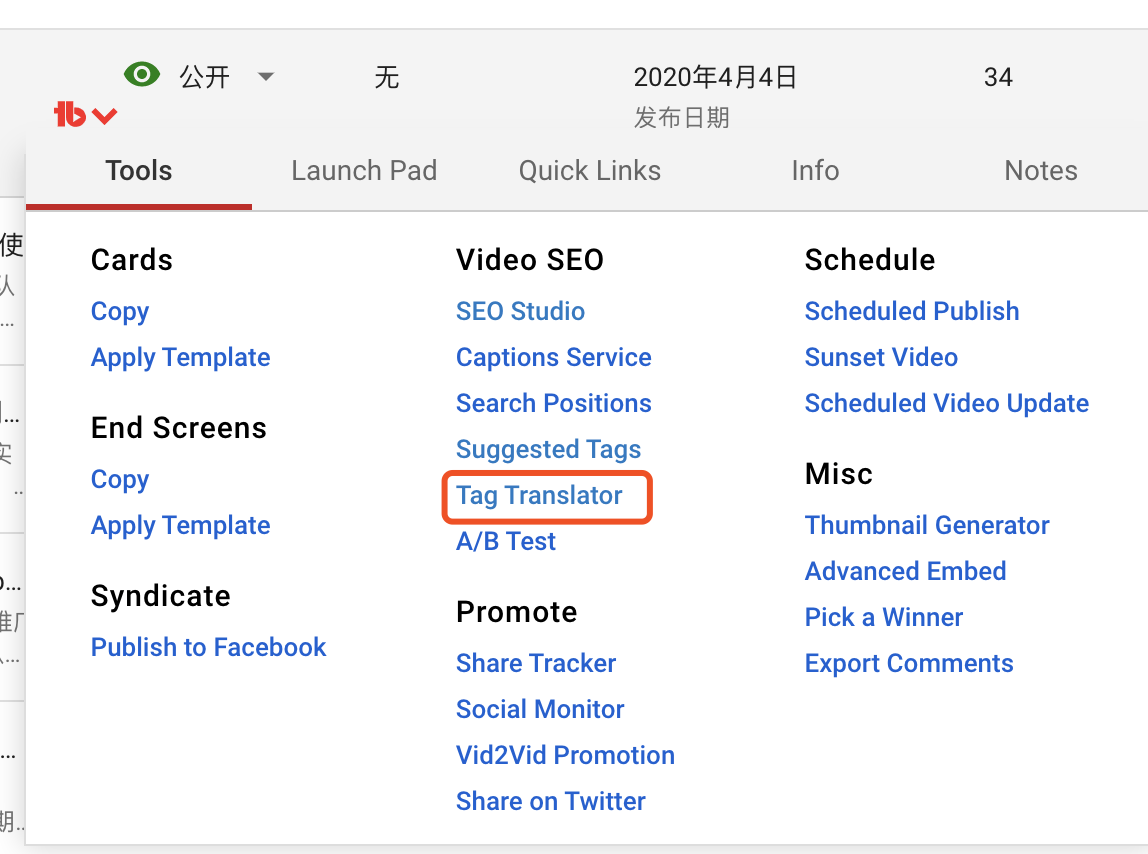 公开
无
2020年4月4日
34
发布日期
Tools
Launch Pad
Quick Links
Info
Notes
Cards
Copy
Apply Template
End Screens
Copy
Apply Template
Syndicate
Publish to Facebook
Video SEO
SEO Studio
Captions Service
Search Positions
Suggested Tags
Tag Translator
A/B Test
Promote
Share Tracker
Social Monitor
Vid2Vid Promotion
Share on Twitter
Schedule
Scheduled Publish
Sunset Video
Scheduled Video Update
Misc
Thumbnail Generator
Advanced Embed
Pick a Winner
Export Comments
使
队
...
...
实
...
...
...
期...